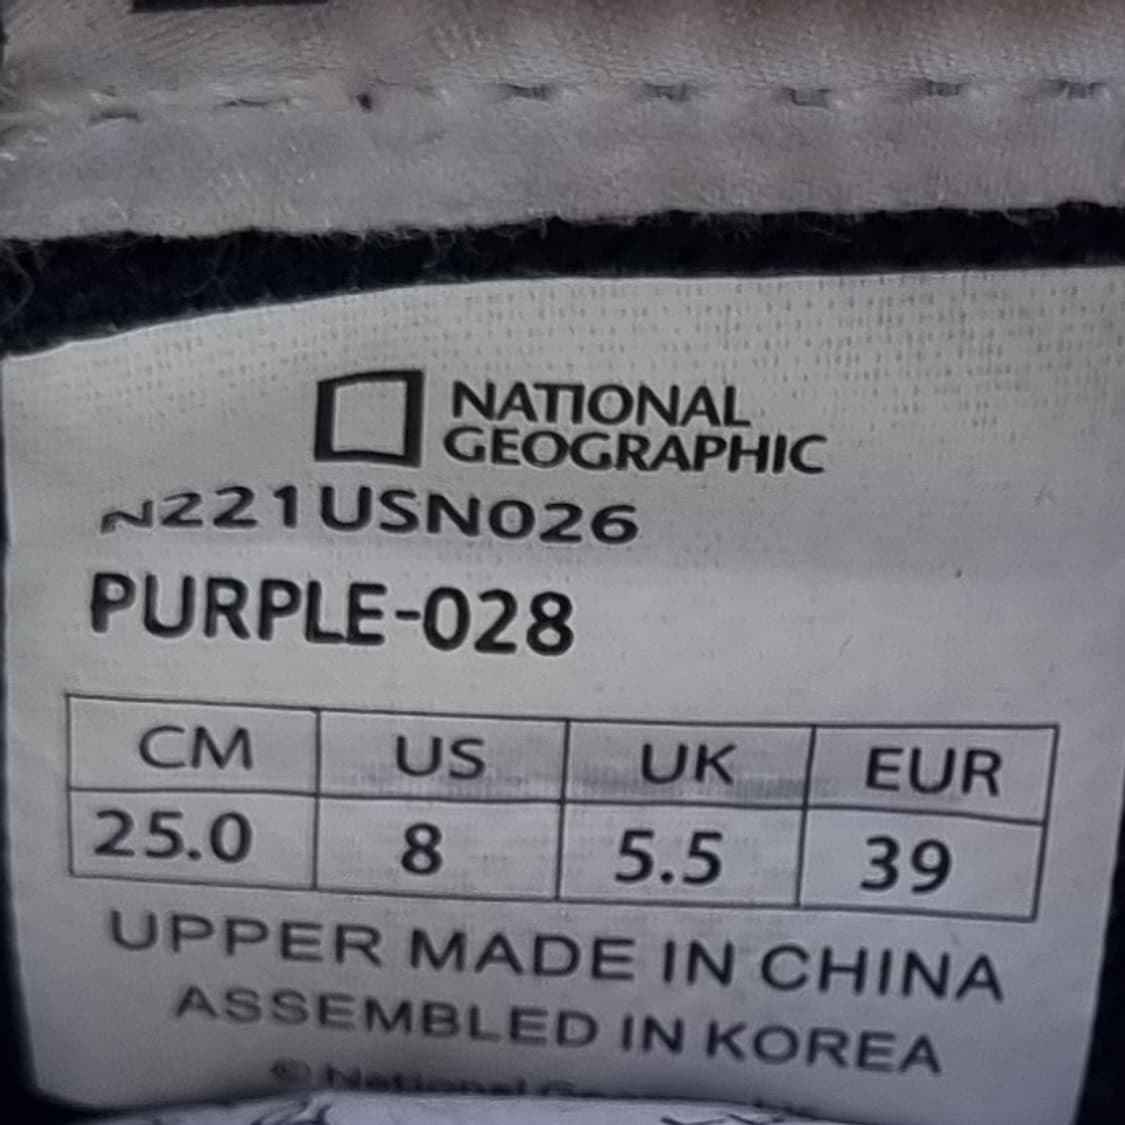 NATIONAL
GEOGRAPHIC
N221USN026
PURPLE-028
CM US UK EUR
25.0 8 5.5 39
UPPER MADE IN CHINA
ASSEMBLED IN KOREA
© National